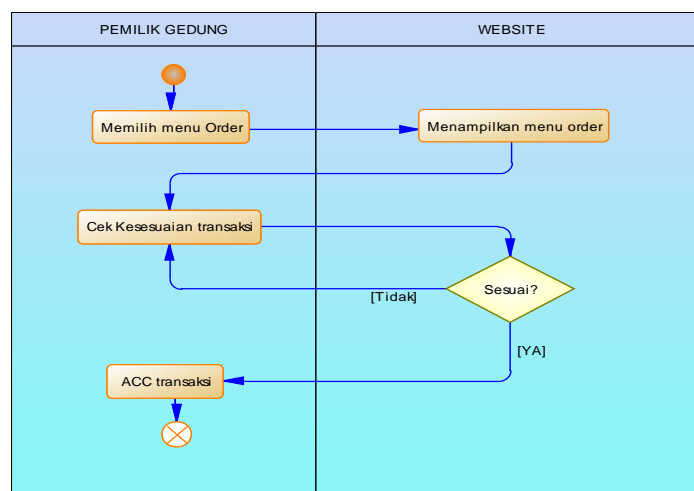 PEMILIK GEDUNG
WEBSITE
Memilih menu Order
Menampilkan menu order
Cek Kesesuaian transaksi
Sesuai?
[Tidak]
[YA]
ACC transaksi